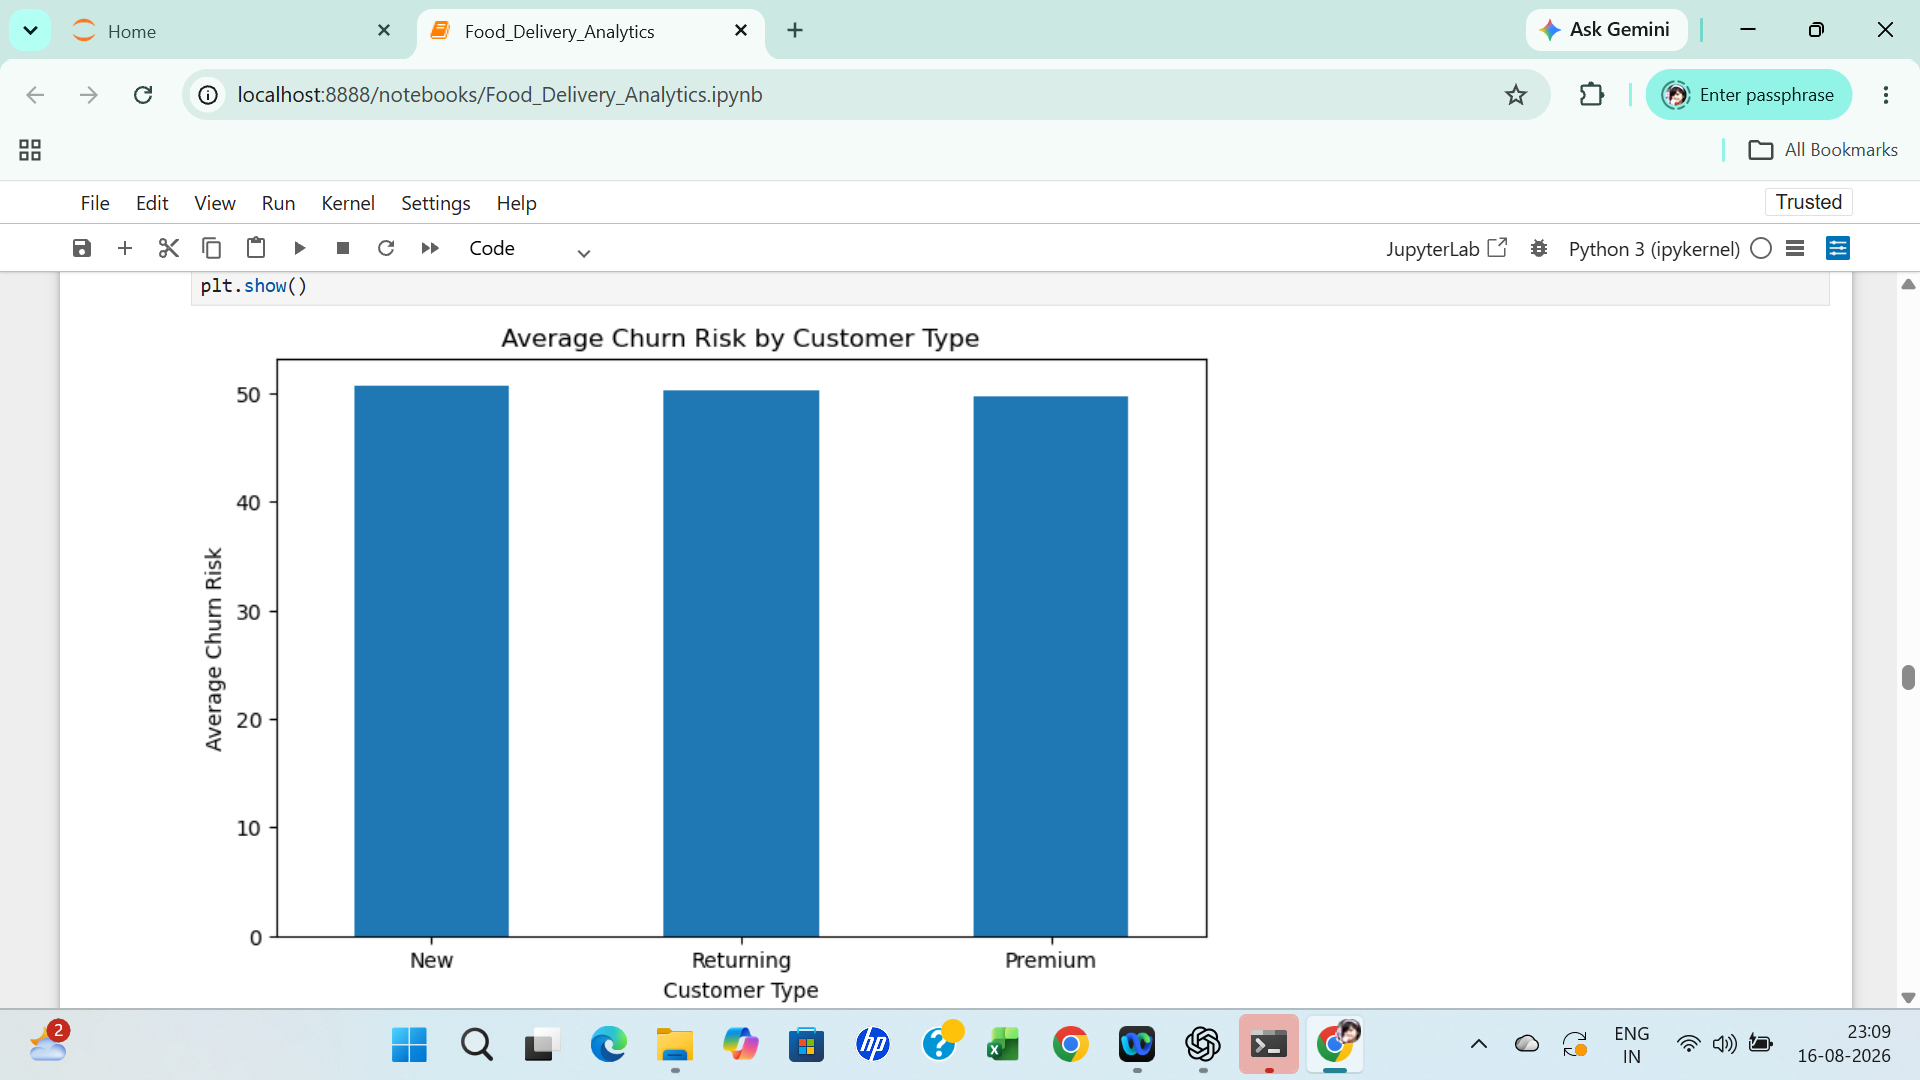 Home
Food_Delivery_Analytics
Ask Gemini
localhost:8888/notebooks/Food_Delivery_Analytics.ipynb
Enter passphrase
All Bookmarks
File Edit View Run Kernel Settings Help
Trusted
Code
JupyterLab
Python 3 (ipykernel)
plt.show()
Average Churn Risk by Customer Type
50
40
30
20
10
0
Average Churn Risk
New Returning Premium
Customer Type
2
hp
ENG
IN
23:09
16-08-2026